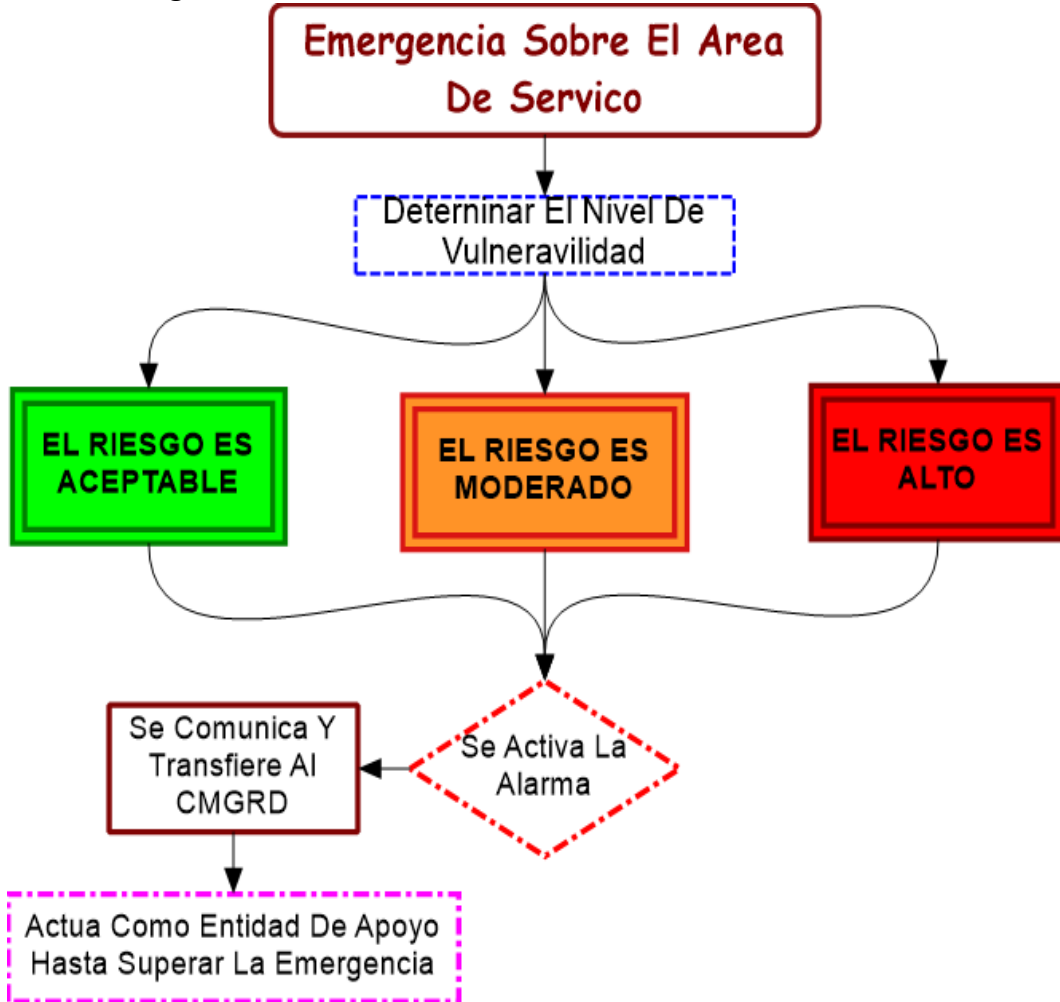 Emergencia Sobre El Area
De Servico
Deterninar El Nivel De
Vulneravilidad
EL RIESGO ES
ACEPTABLE
EL RIESGO ES
MODERADO
EL RIESGO ES
ALTO
Se Activa La
Alarma
Se Comunica Y
Transfiere Al
CMGRD
Actua Como Entidad De Apoyo
Hasta Superar La Emergencia